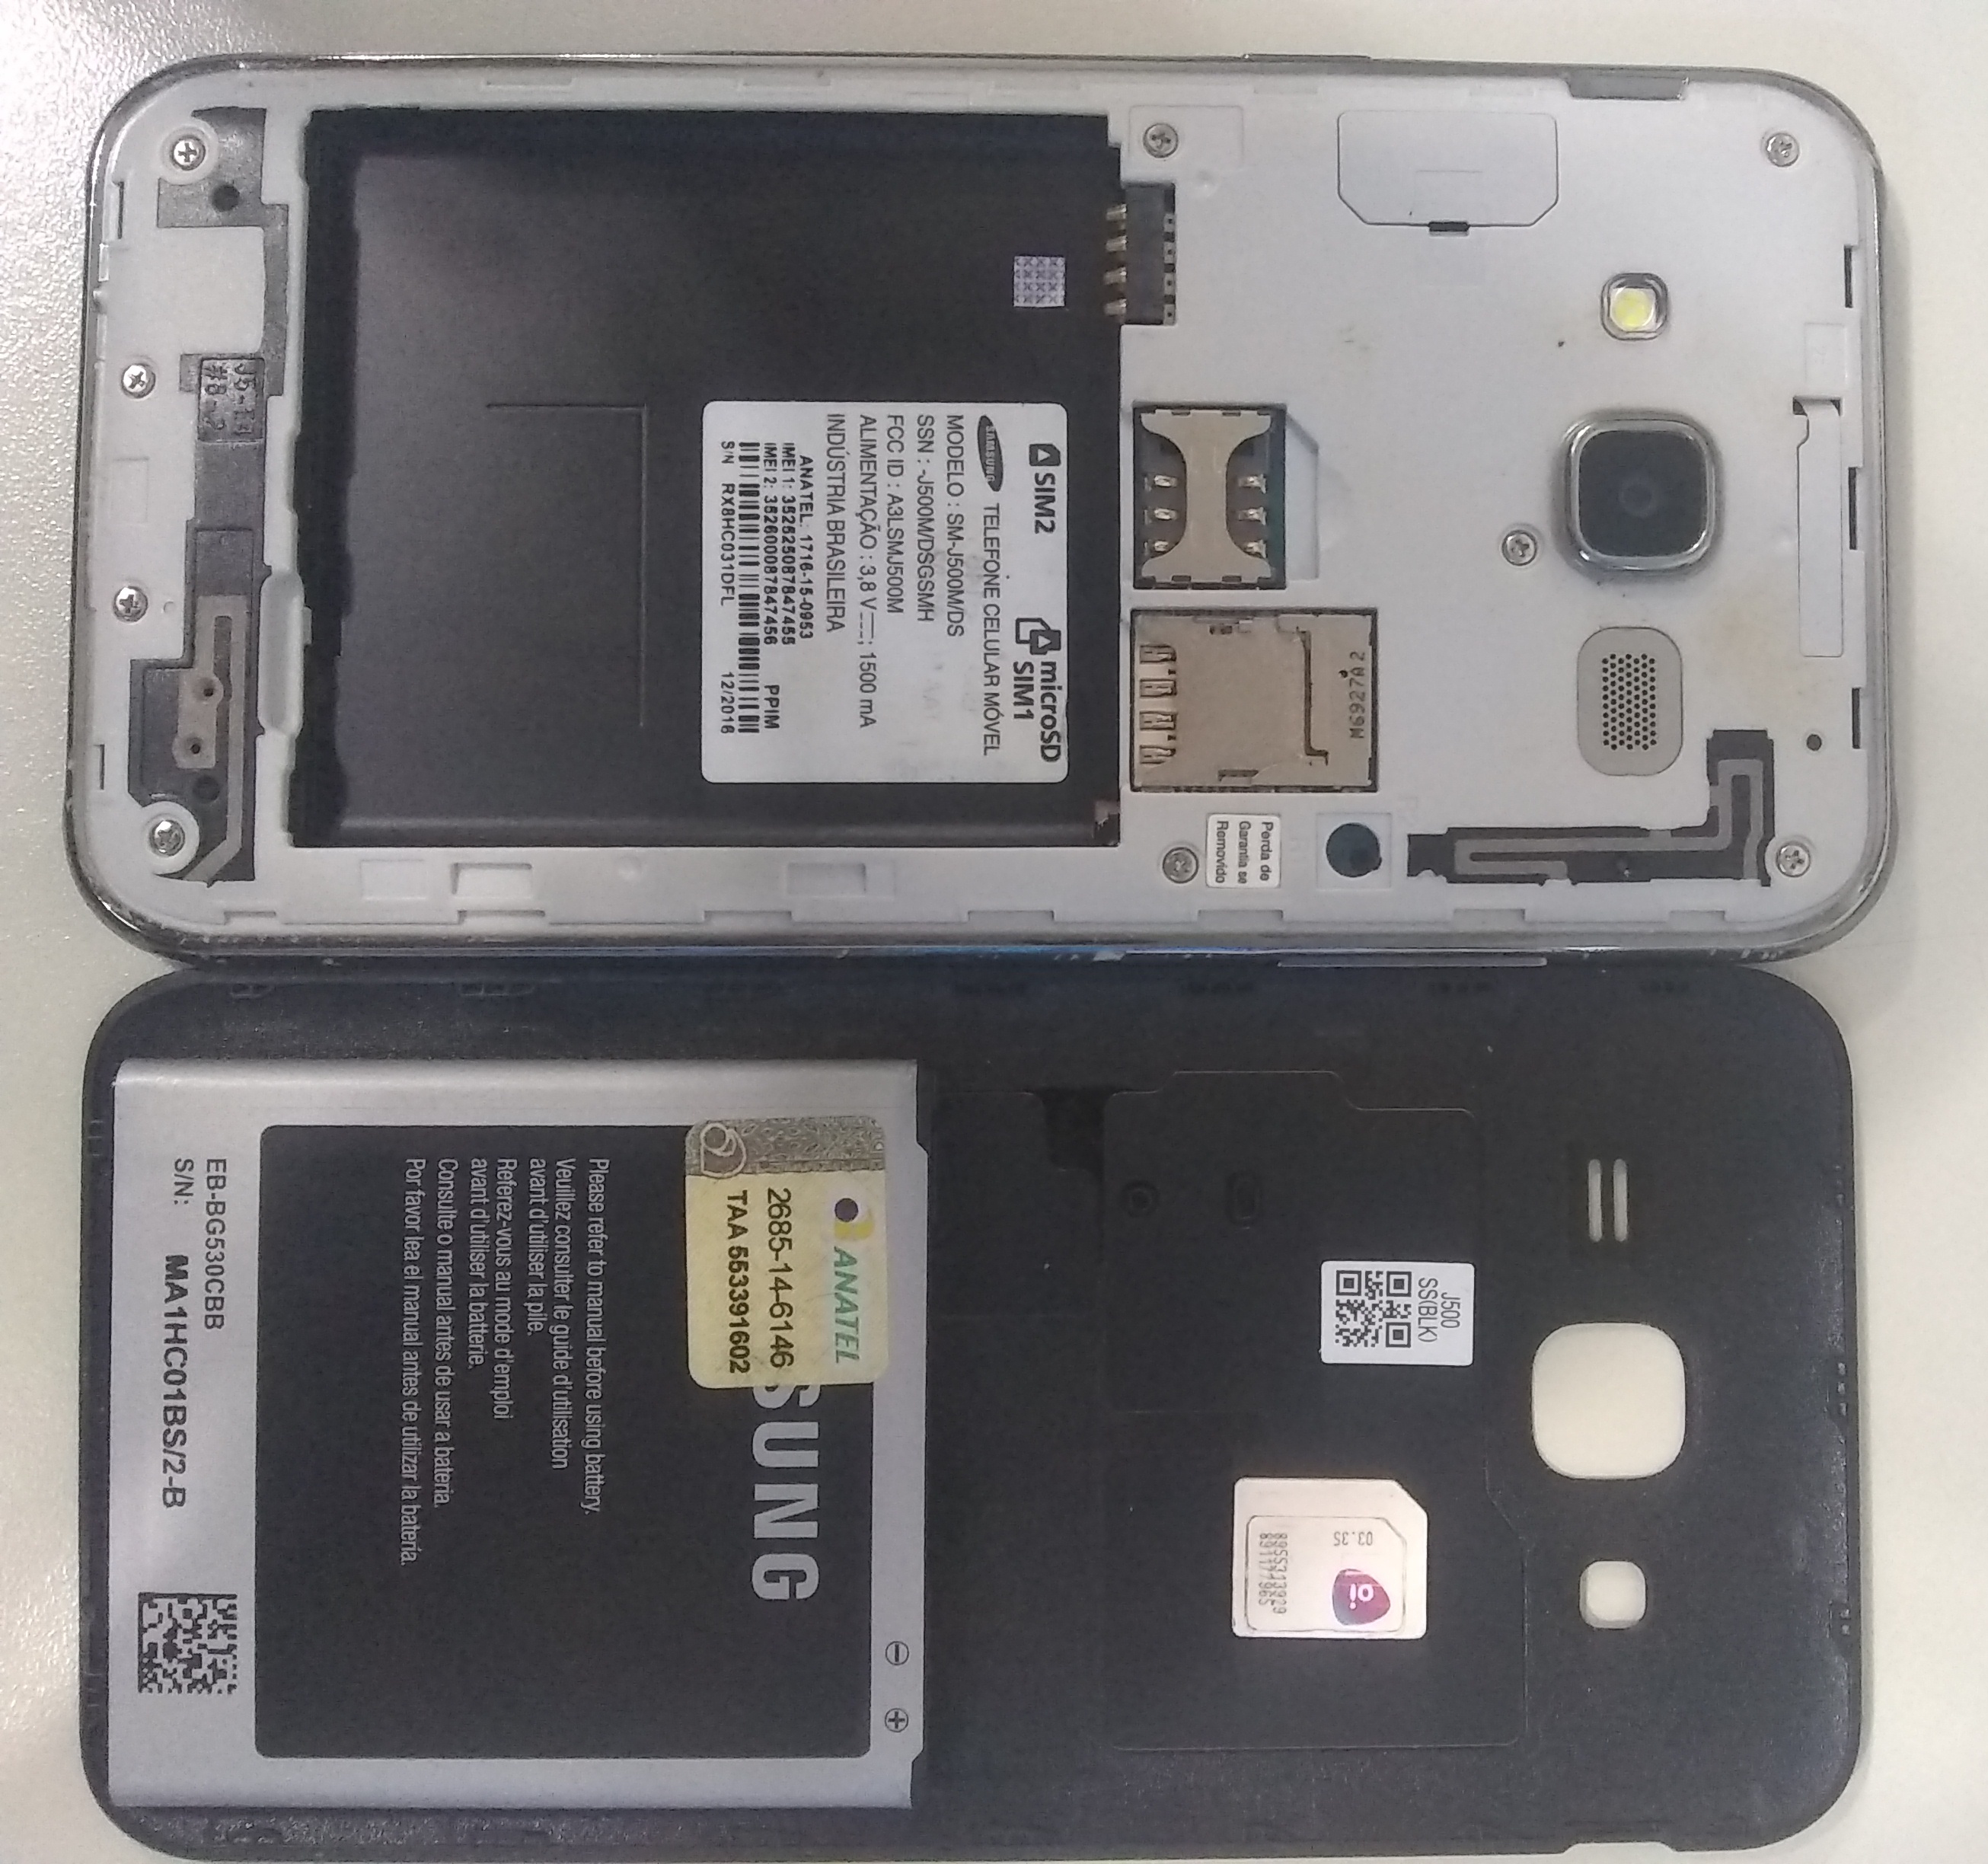 SIM2
microSD
SIM1
SAMSUNG TELEFONE CELULAR MÓVEL
MODELO : SM-J500M/DS
SSN : -J500M/DSGSMH
FCC ID : A3LSMJ500M
ALIMENTAÇÃO : 3,8 V ; 1500 mA
INDÚSTRIA BRASILEIRA
ANATEL: 1716-15-0953
IMEI 1: 352525087847455
IMEI 2: 352600087847456 PPIM
S/N RX8HC031DFL 12/2016
M69278.2
Perda de
Garantia se
Removido
ANATEL
2685-14-6146
TAA 553391602
SUNG
Please refer to manual before using battery.
Veuillez consulter le guide d'utilisation
avant d'utiliser la pile.
Referez-vous au mode d'emploi
avant d'utiliser la batterie.
Consulte o manual antes de usar a bateria.
Por favor lea el manual antes de utilizar la batería.
EB-BG530CBB
S/N: MA1HC01BS/2-B
J500
SS(BLK)
03.3S
oi